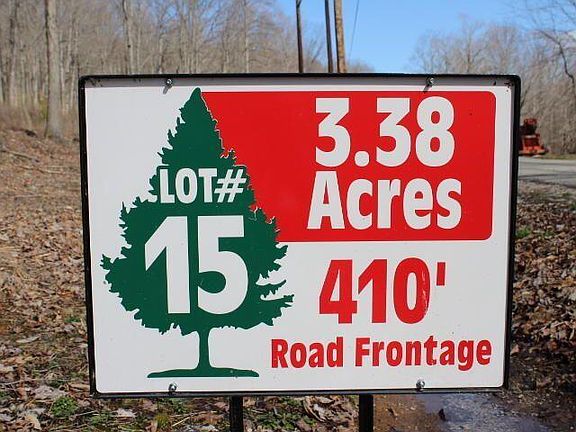 LOT#
15
3.38
Acres
410'
Road Frontage